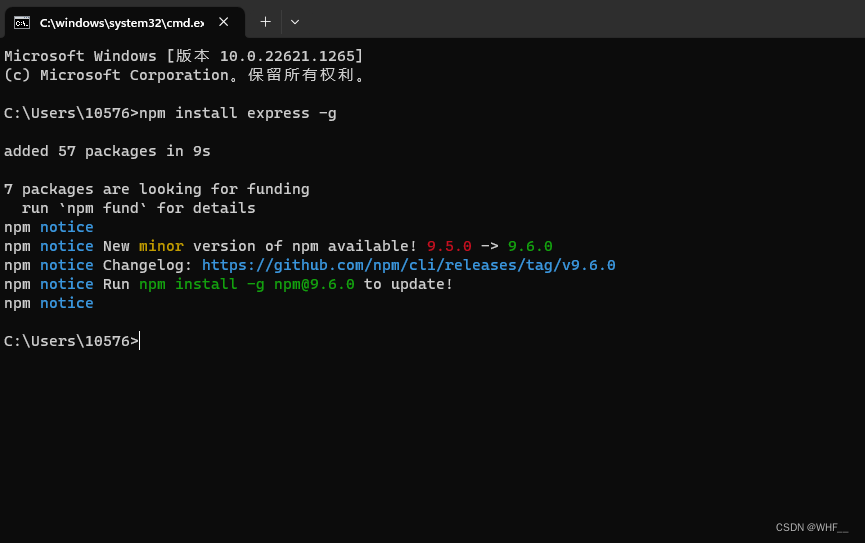 C:\windows\system32\cmd.ex
Microsoft Windows [版本 10.0.22621.1265]
(c) Microsoft Corporation。保留所有权利。
C:\Users\10576>npm install express -g
added 57 packages in 9s
7 packages are looking for funding
  run `npm fund` for details
npm notice
npm notice New minor version of npm available! 9.5.0 -> 9.6.0
npm notice Changelog: https://github.com/npm/cli/releases/tag/v9.6.0
npm notice Run npm install -g npm@9.6.0 to update!
npm notice
C:\Users\10576>
CSDN @WHF__